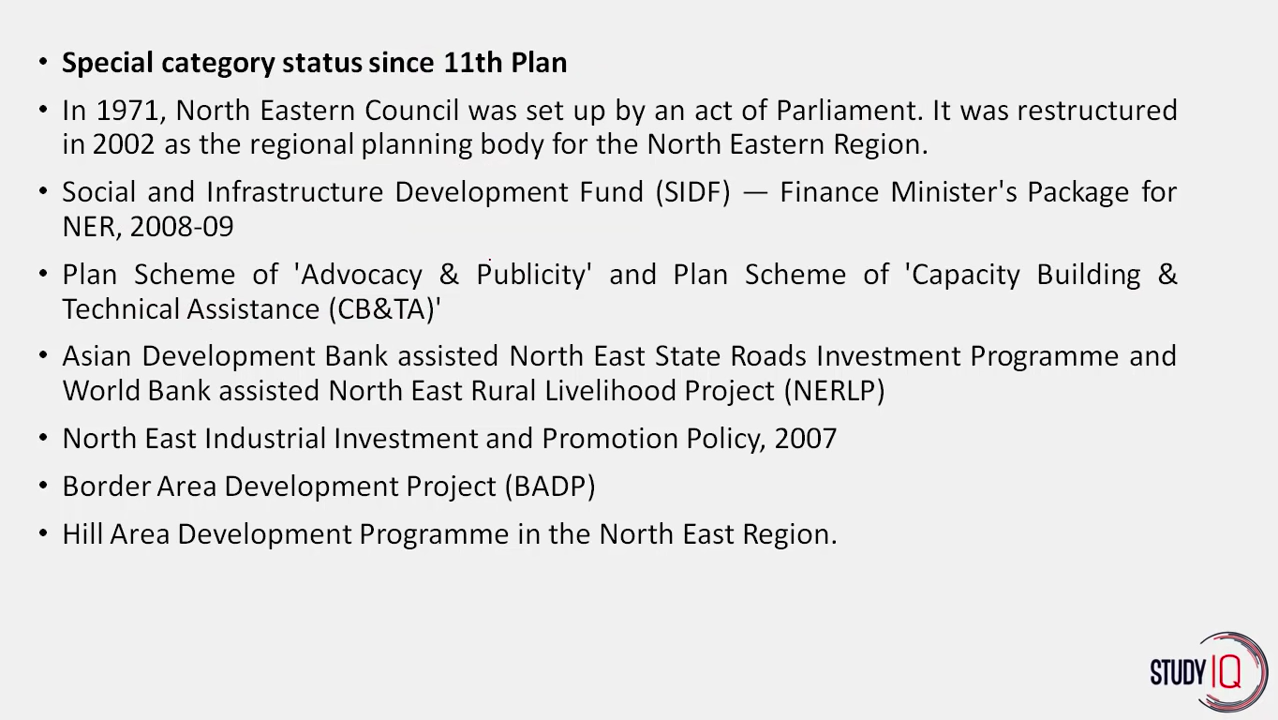 • Special category status since 11th Plan
• In 1971, North Eastern Council was set up by an act of Parliament. It was restructured
in 2002 as the regional planning body for the North Eastern Region.
• Social and Infrastructure Development Fund (SIDF) — Finance Minister's Package for
NER, 2008-09
• Plan Scheme of 'Advocacy & Publicity' and Plan Scheme of 'Capacity Building &
Technical Assistance (CB&TA)'
• Asian Development Bank assisted North East State Roads Investment Programme and
World Bank assisted North East Rural Livelihood Project (NERLP)
• North East Industrial Investment and Promotion Policy, 2007
• Border Area Development Project (BADP)
• Hill Area Development Programme in the North East Region.
STUDY IQ